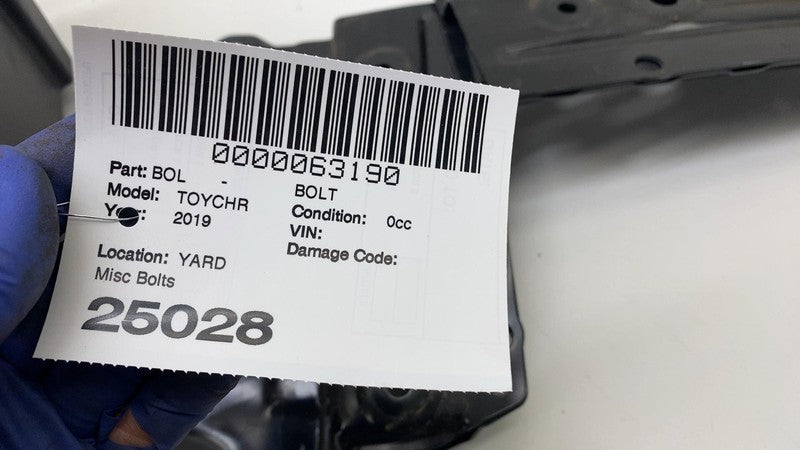 0000063190
Part: BOL -
BOLT
Model: TOYCHR
Condition: 0cc
2019
VIN:
Damage Code:
Location: YARD
Misc Bolts
25028